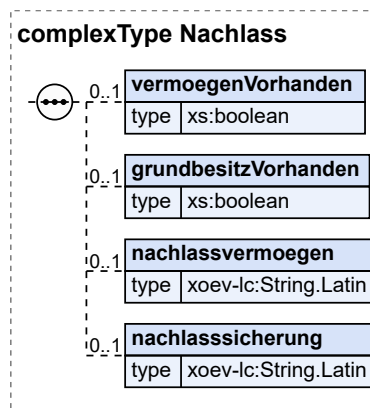 complexType Nachlass
0..1 vermoegenVorhanden
type xs:boolean
0..1 grundbesitzVorhanden
type xs:boolean
0..1 nachlassvermoegen
type xoev-lc:String.Latin
0..1 nachlasssicherung
type xoev-lc:String.Latin